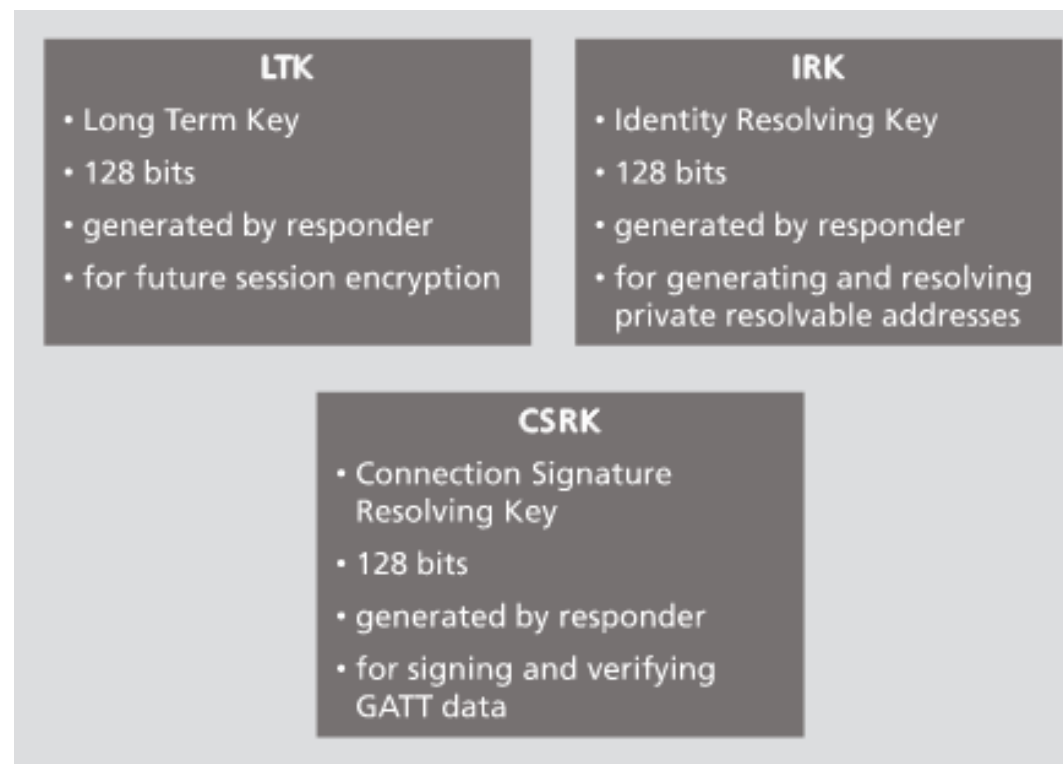 LTK
• Long Term Key
• 128 bits
• generated by responder
• for future session encryption
IRK
• Identity Resolving Key
• 128 bits
• generated by responder
• for generating and resolving
private resolvable addresses
CSRK
• Connection Signature
Resolving Key
• 128 bits
• generated by responder
• for signing and verifying
GATT data